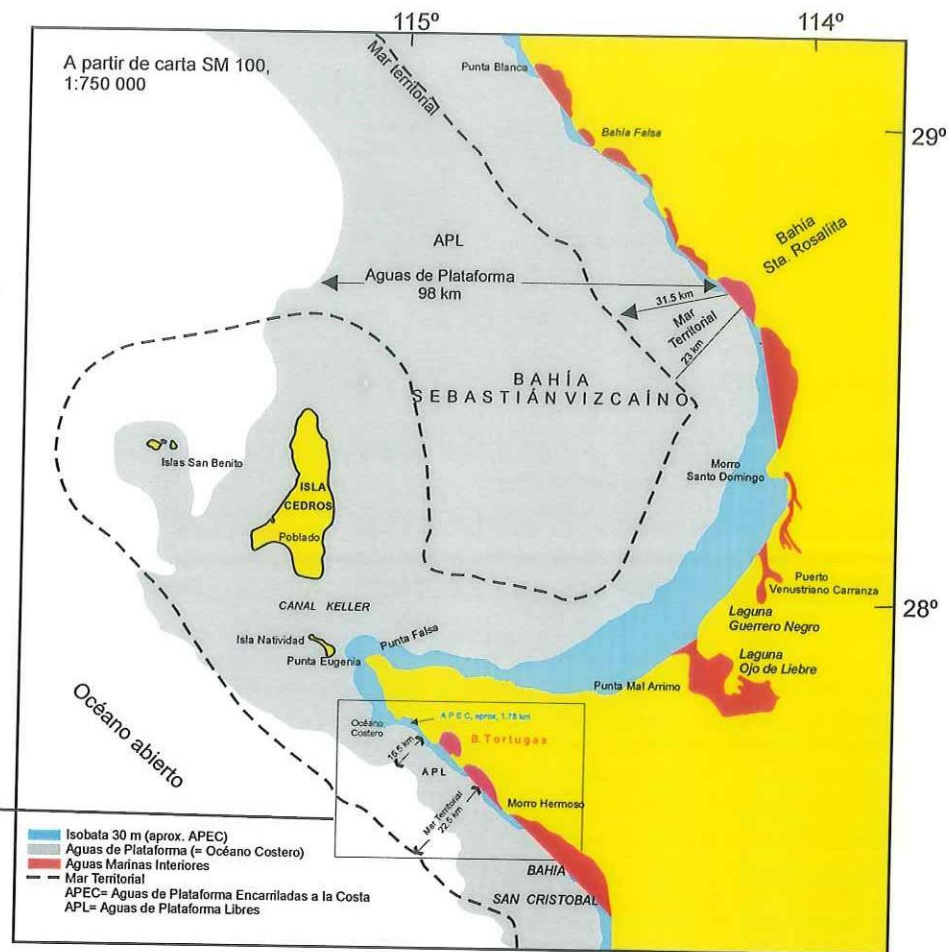 115º
114º
A partir de carta SM 100,
1:750 000
Mar territorial
Punta Blanca
Bahía Falsa
29º
Bahía
Sta. Rosaliita
APL
Aguas de Plataforma
98 km
31.5 km
Mar
Territorial
23 km
BAHÍA
SEBASTIÁN VIZCAÍNO
Islas San Benito
ISLA
CEDROS
Poblado
Morro
Santo Domingo
Puerto
Venustriano Carranza
CANAL KELLER
28º
Laguna
Guerrero Negro
Isla Natividad
Punta Eugenia
Punta Falsa
Laguna
Ojo de Liebre
Punta Mal Arrimo
Océano abierto
Océano
Costero
APEC, aprox, 1.75 km
B. Tortugas
16.5 km
APL
Mar Territorial
22.5 km
Morro Hermoso
BAHÍA
SAN CRISTOBAL
Isobata 30 m (aprox. APEC)
Aguas de Plataforma (= Océano Costero)
Aguas Marinas Interiores
Mar Territorial
APEC= Aguas de Plataforma Encarriladas a la Costa
APL= Aguas de Plataforma Libres